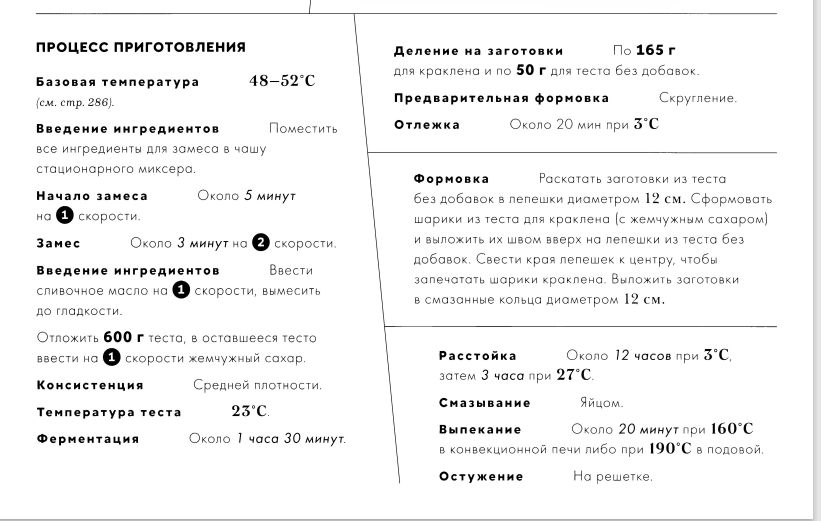 ПРОЦЕСС ПРИГОТОВЛЕНИЯ
Базовая температура 48–52°С
(см. стр. 286).
Введение ингредиентов Поместить
все ингредиенты для замеса в чашу
стационарного миксера.
Начало замеса Около 5 минут
на 1 скорости.
Замес Около 3 минут на 2 скорости.
Введение ингредиентов Ввести
сливочное масло на 1 скорости, вымесить
до гладкости.
Отложить 600 г теста, в оставшееся тесто
ввести на 1 скорости жемчужный сахар.
Консистенция Средней плотности.
Температура теста 23°С.
Ферментация Около 1 часа 30 минут.
Деление на заготовки По 165 г
для краклена и по 50 г для теста без добавок.
Предварительная формовка Скругление.
Отлежка Около 20 мин при 3°С
Формовка Раскатать заготовки из теста
без добавок в лепешки диаметром 12 см. Сформовать
шарики из теста для краклена (с жемчужным сахаром)
и выложить их швом вверх на лепешки из теста без
добавок. Свести края лепешек к центру, чтобы
запечатать шарики краклена. Выложить заготовки
в смазанные кольца диаметром 12 см.
Расстойка Около 12 часов при 3°С,
затем 3 часа при 27°С.
Смазывание Яйцом.
Выпекание Около 20 минут при 160°С
в конвекционной печи либо при 190°С в подовой.
Остужение На решетке.